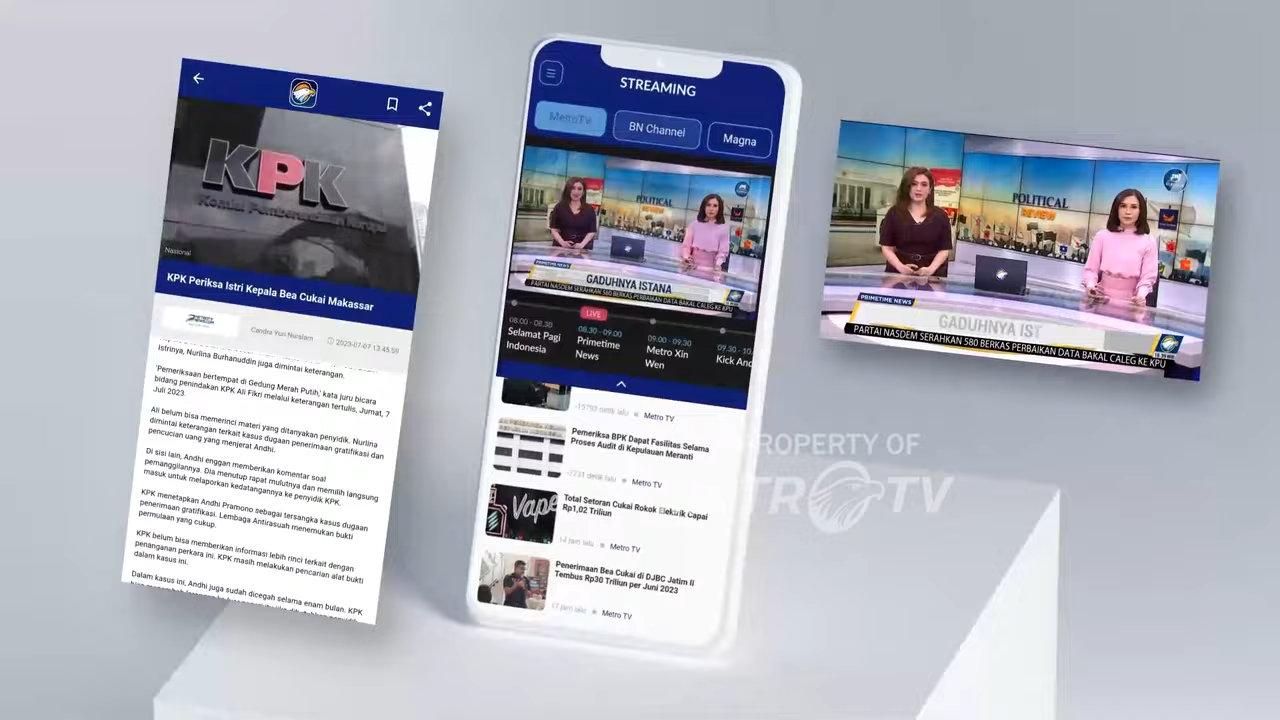 KPK
Nasional
KPK Periksa Istri Kepala Bea Cukai Makassar
Candra Yuri Nuralam
2023-07-07 13:45:59
Istrinya, Nurlina Burhanuddin juga dimintai keterangan.
'Pemeriksaan bertempat di Gedung Merah Putih,' kata juru bicara
bidang penindakan KPK Ali Fikri melalui keterangan tertulis, Jumat, 7
Juli 2023.
Ali belum bisa memerinci materi yang ditanyakan penyidik. Nurlina
dimintai keterangan terkait kasus dugaan penerimaan gratifikasi dan
pencucian uang yang menjerat Andhi.
Di sisi lain, Andhi enggan memberikan komentar soal
pemanggilannya. Dia menutup rapat mulutnya dan memilih langsung
masuk untuk melaporkan kedatangannya ke penyidik KPK.
KPK menetapkan Andhi Pramono sebagai tersangka kasus dugaan
penerimaan gratifikasi. Lembaga Antirasuah menemukan bukti
permulaan yang cukup.
KPK belum bisa memberikan informasi lebih rinci terkait dengan
penanganan perkara ini. KPK masih melakukan pencarian alat bukti
dalam kasus ini.
Dalam kasus ini, Andhi juga sudah dicegah selama enam bulan. KPK
STREAMING
MetroTV
BN Channel
Magna
POLITICAL
REVIEW
PRIMETIME NEWS
GADUHNYA ISTANA
PARTAI NASDEM SERAHKAN 580 BERKAS PERBAIKAN DATA BAKAL CALEG KE KPU
LIVE
08.00 - 08.30
Selamat Pagi
Indonesia
08.30 - 09.00
Primetime
News
09.00 - 09.30
Metro Xin
Wen
09.30 - 10.
Kick And
-15793 detik lalu
Metro TV
Pemeriksa BPK Dapat Fasilitas Selama
Proses Audit di Kepulauan Meranti
-7731 detik lalu
Metro TV
Vape
Total Setoran Cukai Rokok Elektrik Capai
Rp1,02 Triliun
Metro TV
Penerimaan Bea Cukai di DJBC Jatim II
Tembus Rp30 Triliun per Juni 2023
Metro TV
POLITICAL
REVIEW
PRIMETIME NEWS
GADUHNYA IST
PARTAI NASDEM SERAHKAN 580 BERKAS PERBAIKAN DATA BAKAL CALEG KE KPU
ROPERTY OF
TR TV